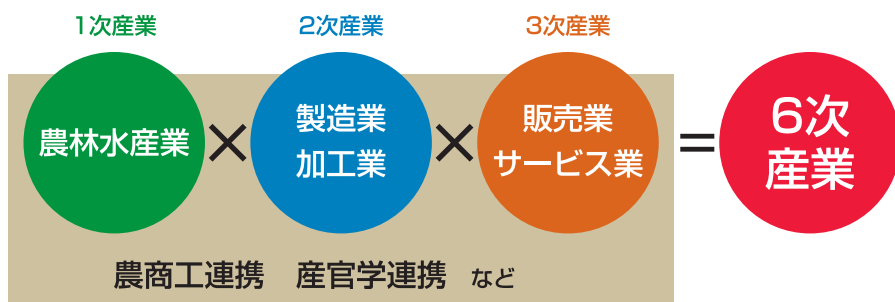 1次産業
2次産業
3次産業
農林水産業
×
製造業
加工業
×
販売業
サービス業
=
6次
産業
農商工連携 産官学連携 など